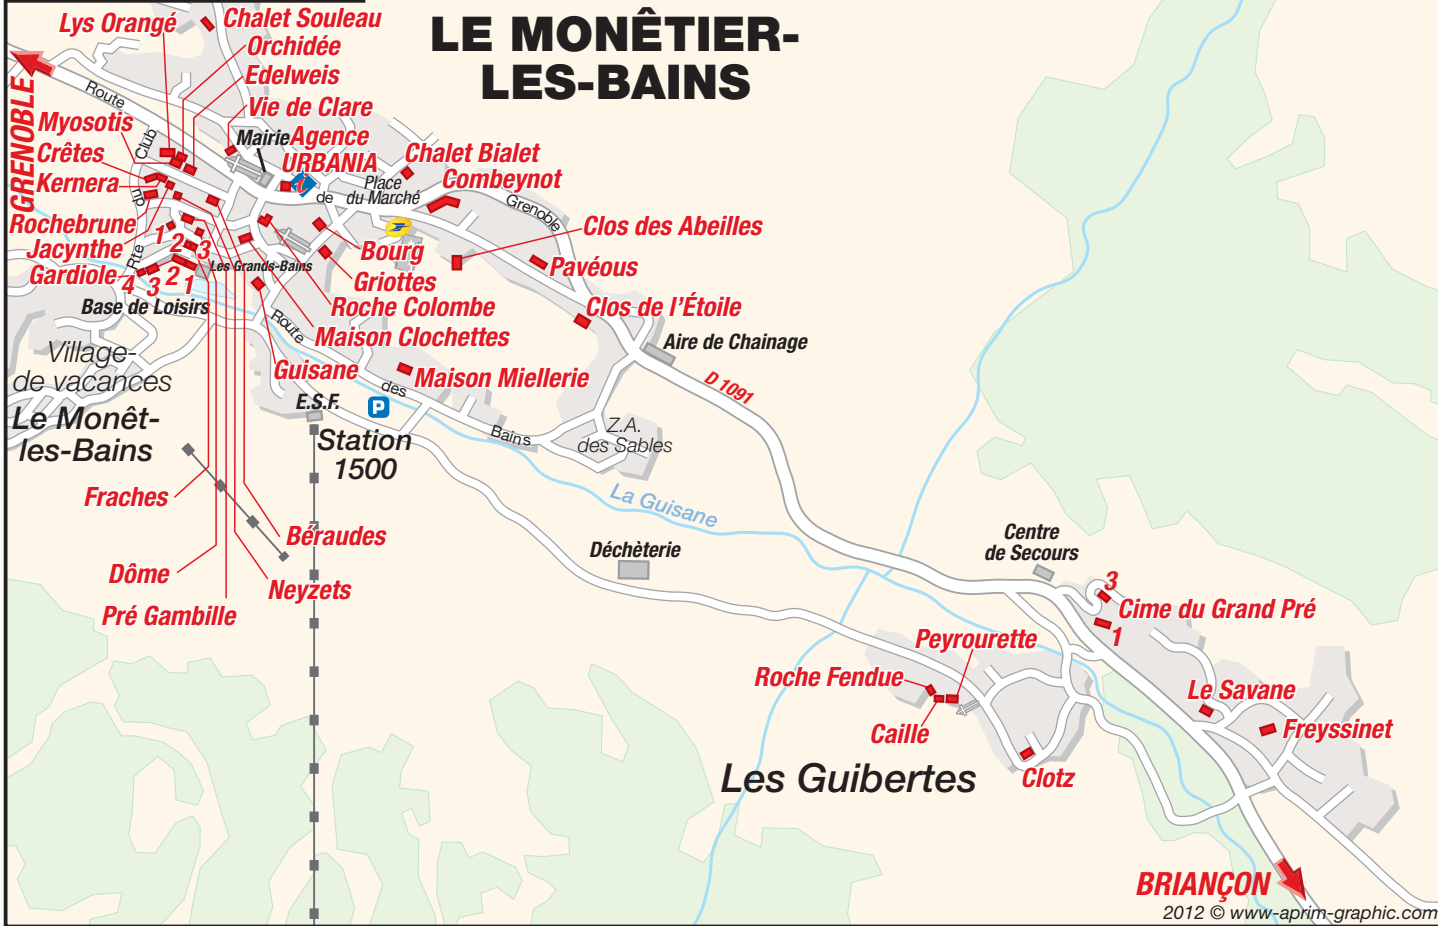 LE MONÊTIER-
LES-BAINS
Lys Orangé
Chalet Souleau
Orchidée
Edelweis
Vie de Clare
GRENOBLE
Route
Myosotis
Club
Mairie
Agence
URBANIA
i
Crêtes
Kernera
du
de
Place
du Marché
Chalet Bialet
Combeynot
Grenoble
Rochebrune
Jacynthe
Gardiole
Rte
1
2
3
4
3
2
1
Les Grands-Bains
Bourg
Griottes
Clos des Abeilles
Pavéous
Roche Colombe
Maison Clochettes
Clos de l'Étoile
Base de Loisirs
Route
Aire de Chainage
Village-
de vacances
Guisane
Maison Miellerie
des
D 1091
Le Monêt-
les-Bains
E.S.F.
P
Station
1500
Bains
Z.A.
des Sables
Fraches
La Guisane
Béraudes
Déchèterie
Centre
de Secours
Dôme
Neyzets
Pré Gambille
3
Cime du Grand Pré
1
Peyrourette
Roche Fendue
Caille
Le Savane
Freyssinet
Les Guibertes
Clotz
BRIANÇON
2012 © www-aprim-graphic.com